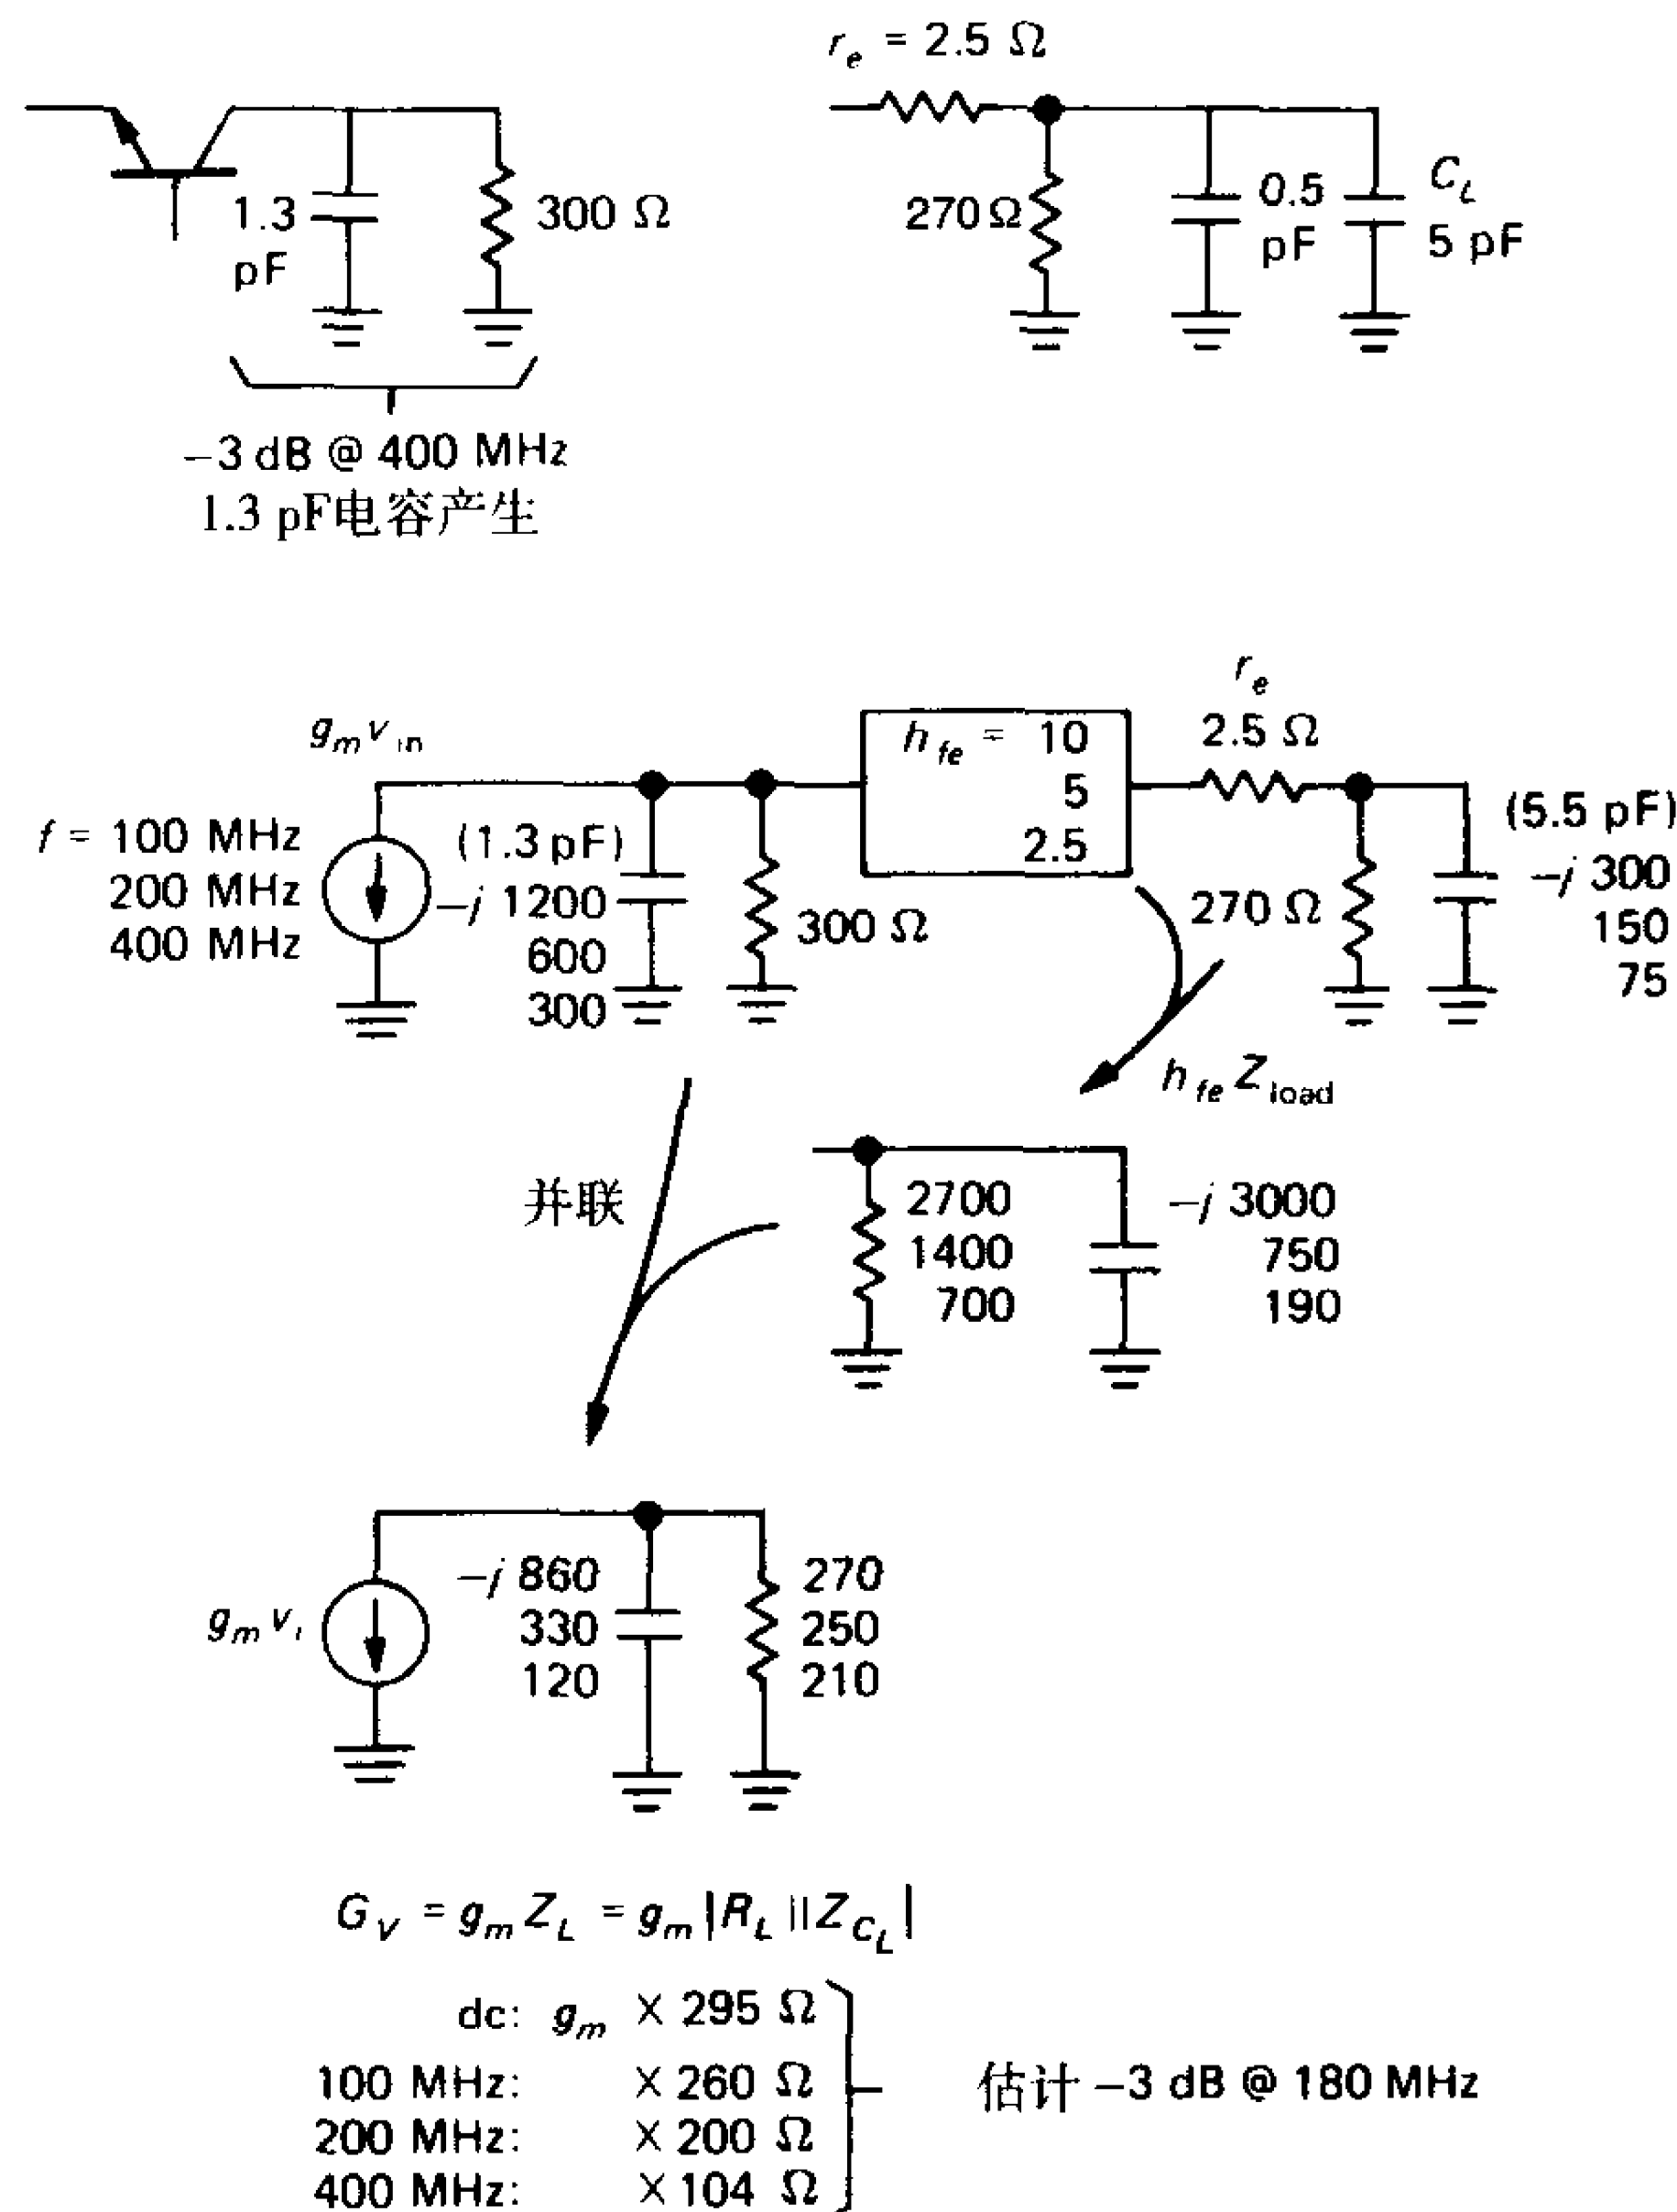 r_e = 2.5 Ω
1.3
pF
300 Ω
270 Ω
0.5
pF
C_L
5 pF
−3 dB @ 400 MHz
1.3 pF电容产生
g_m v_in
f = 100 MHz
200 MHz
400 MHz
(1.3 pF)
−j 1200
600
300
300 Ω
h_fe = 10
5
2.5
r_e
2.5 Ω
270 Ω
(5.5 pF)
−j 300
150
75
h_fe Z_load
并联
2700
1400
700
−j 3000
750
190
g_m v_i
−j 860
330
120
270
250
210
G_V = g_m Z_L = g_m |R_L || Z_C_L|
dc: g_m × 295 Ω
100 MHz: × 260 Ω
200 MHz: × 200 Ω
400 MHz: × 104 Ω
估计 −3 dB @ 180 MHz